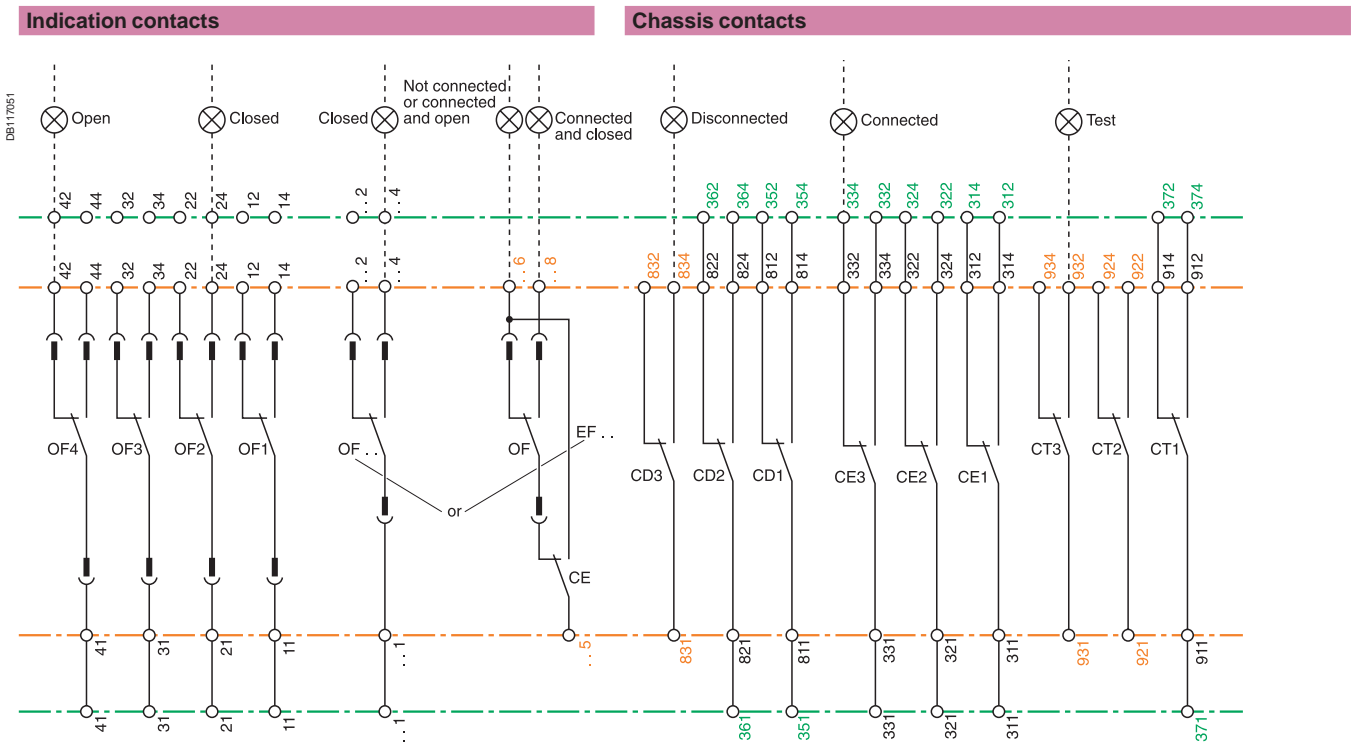 Indication contacts
Chassis contacts
DB117051
Open
Closed
Closed
Not connected
or connected
and open
Connected
and closed
Disconnected
Connected
Test
42 44 32 34 22 24 12 14 . . 2 . . 4 362 364 352 354 334 332 324 322 314 312 372 374
42 44 32 34 22 24 12 14 . . 2 . . 4 . . 6 . . 8 832 834 822 824 812 814 332 334 322 324 312 314 934 932 924 922 914 912
OF4 OF3 OF2 OF1 OF . . OF EF . . CD3 CD2 CD1 CE3 CE2 CE1 CT3 CT2 CT1
or
CE
41 31 21 11 . . 1 . . 5 831 821 811 331 321 311 931 921 911
41 31 21 11 . . 1 361 351 331 321 311 371